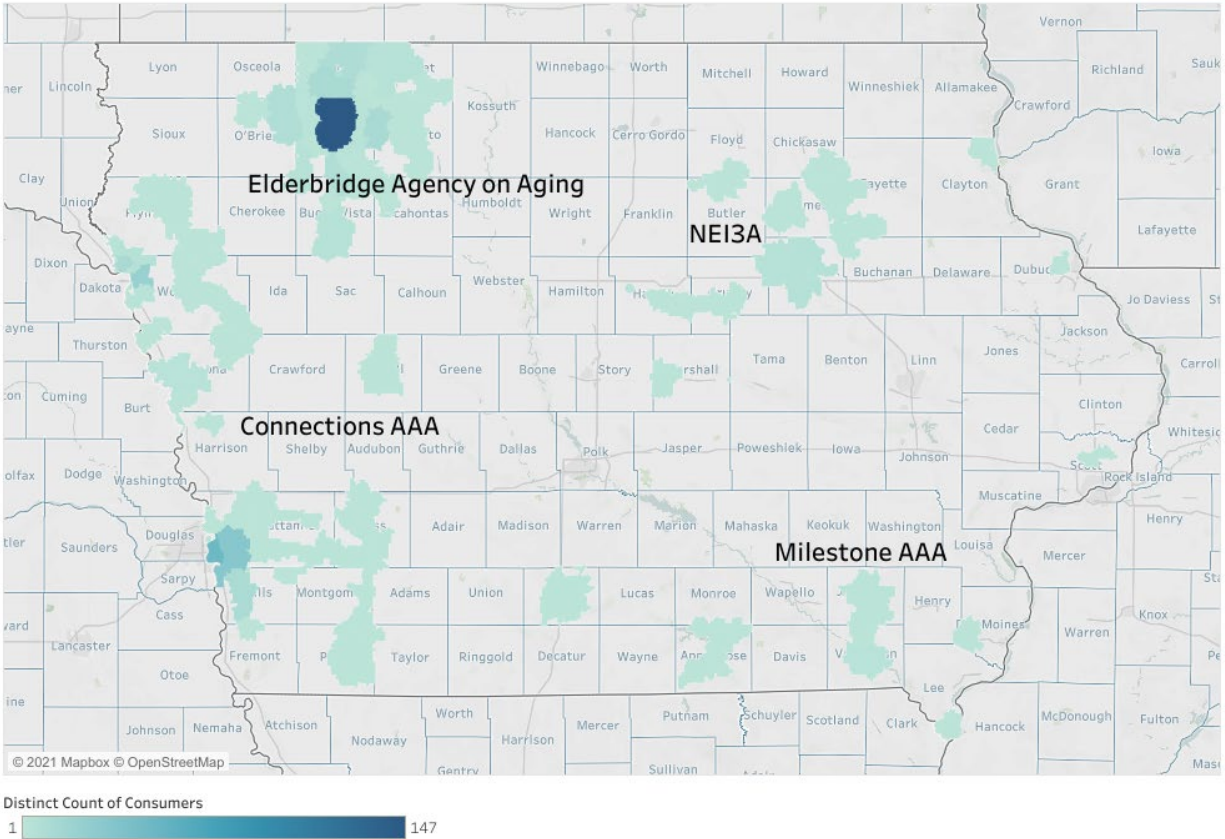 Vernon
Lyon Osceola Winnebago Worth Mitchell Howard Richland Sauk
Lincoln Kossuth Winneshiek Allamakee Crawford
Sioux O'Brie Hancock Cerro Gordo Floyd Chickasaw Iowa
Clay Elderbridge Agency on Aging Clayton Grant
Union Cherokee Humboldt Wright Franklin Butler Lafayette
NEI3A
Dixon Dakota Ida Sac Calhoun Webster Hamilton Buchanan Delaware Jo Daviess
Thurston Jackson
Crawford Greene Boone Story Tama Benton Linn Jones Carroll
Cuming Burt Clinton
Connections AAA Cedar
Harrison Shelby Audubon Guthrie Dallas Polk Jasper Poweshiek Iowa Johnson
Dodge Washington Scott Rock Island
Muscatine
Saunders Douglas Adair Madison Warren Marion Mahaska Keokuk Washington Henry
Milestone AAA Louisa Mercer
Sarpy
Cass Adams Union Lucas Monroe Wapello Henry Moines Knox
Lancaster Otoe Fremont Taylor Ringgold Decatur Wayne Davis Warren
Lee
Johnson Nemaha Atchison Nodaway Worth Harrison Mercer Putnam Schuyler Scotland Clark Hancock McDonough Fulton
Gentry Sullivan
© 2021 Mapbox © OpenStreetMap
Distinct Count of Consumers
1 147